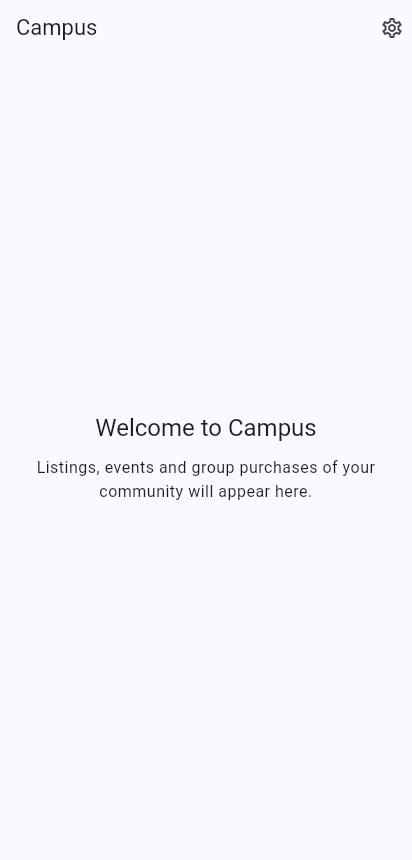 Campus
Welcome to Campus
Listings, events and group purchases of your
community will appear here.